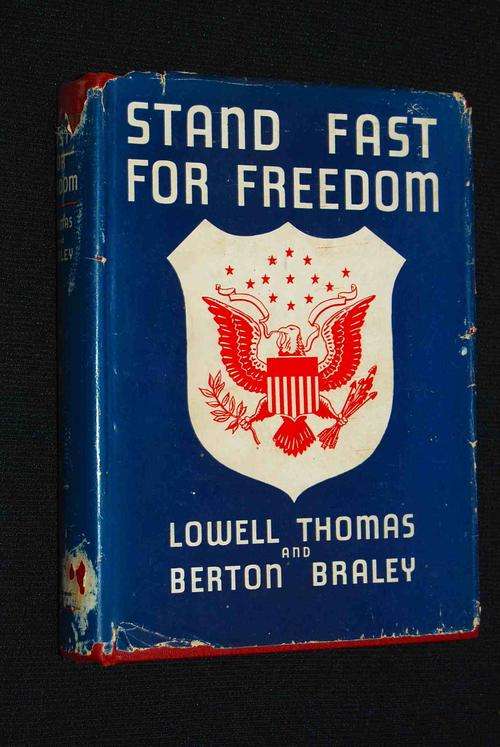 STAND FAST
FOR FREEDOM
LOWELL THOMAS
AND
BERTON BRALEY